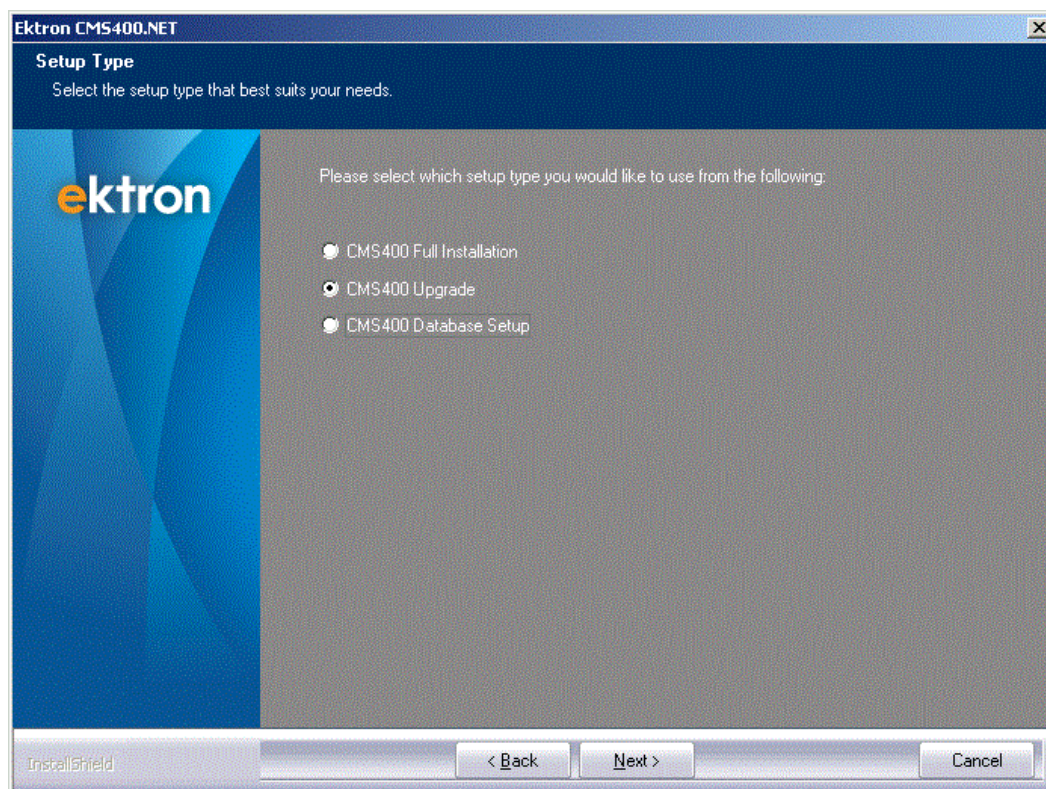 Ektron CMS400.NET
Setup Type
Select the setup type that best suits your needs.
ektron
Please select which setup type you would like to use from the following:
CMS400 Full Installation
CMS400 Upgrade
CMS400 Database Setup
InstallShield
< Back
Next >
Cancel